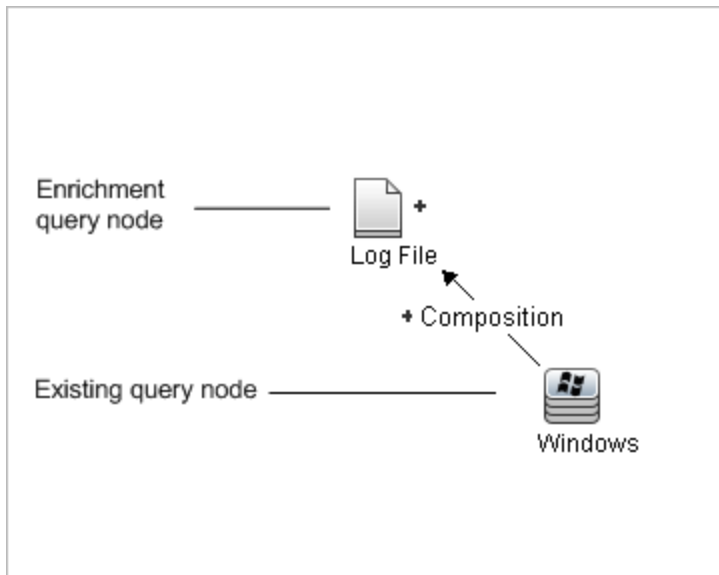 Enrichment
query node
Log File
Composition
Existing query node
Windows